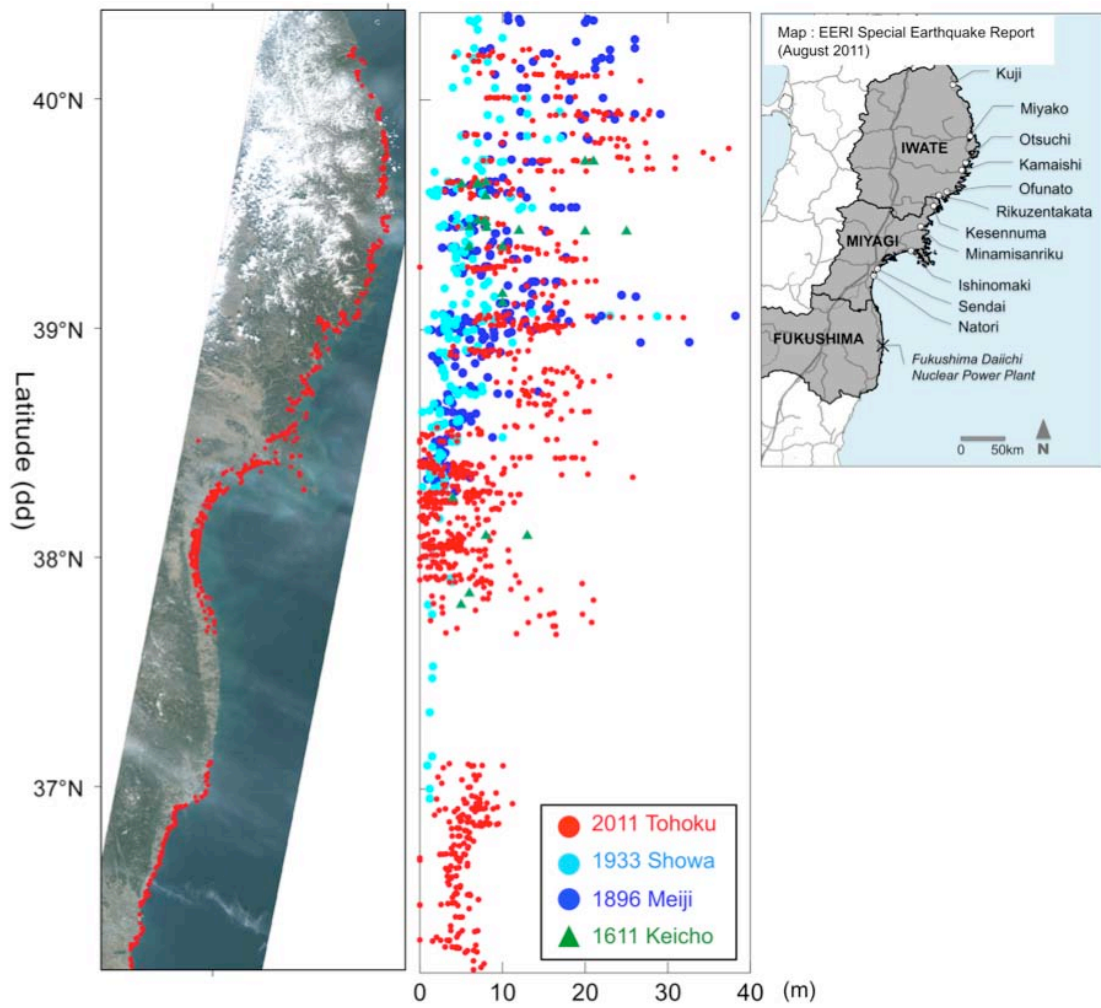 Latitude (dd)
40°N
39°N
38°N
37°N
2011 Tohoku
1933 Showa
1896 Meiji
1611 Keicho
0
10
20
30
40
(m)
Map : EERI Special Earthquake Report
(August 2011)
Kuji
Miyako
Otsuchi
Kamaishi
Ofunato
Rikuzentakata
Kesennuma
Minamisanriku
Ishinomaki
Sendai
Natori
IWATE
MIYAGI
FUKUSHIMA
Fukushima Daiichi
Nuclear Power Plant
0
50km
N